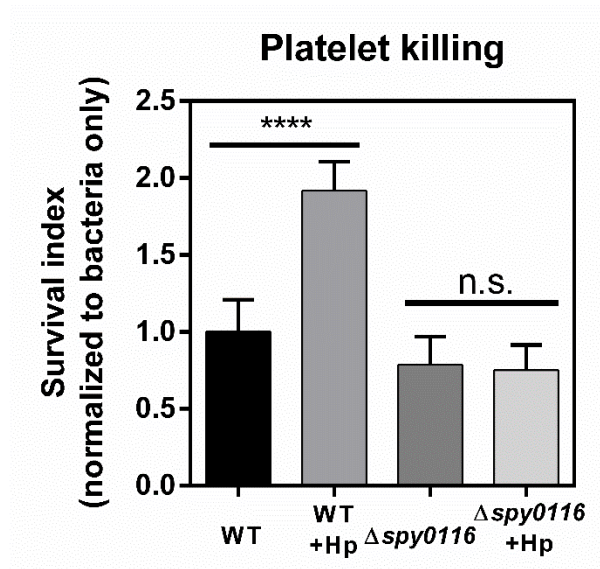 Platelet killing
Survival index
(normalized to bacteria only)
2.5
2.0
1.5
1.0
0.5
0.0
****
n.s.
WT
WT
+Hp
Δspy0116
Δspy0116
+Hp